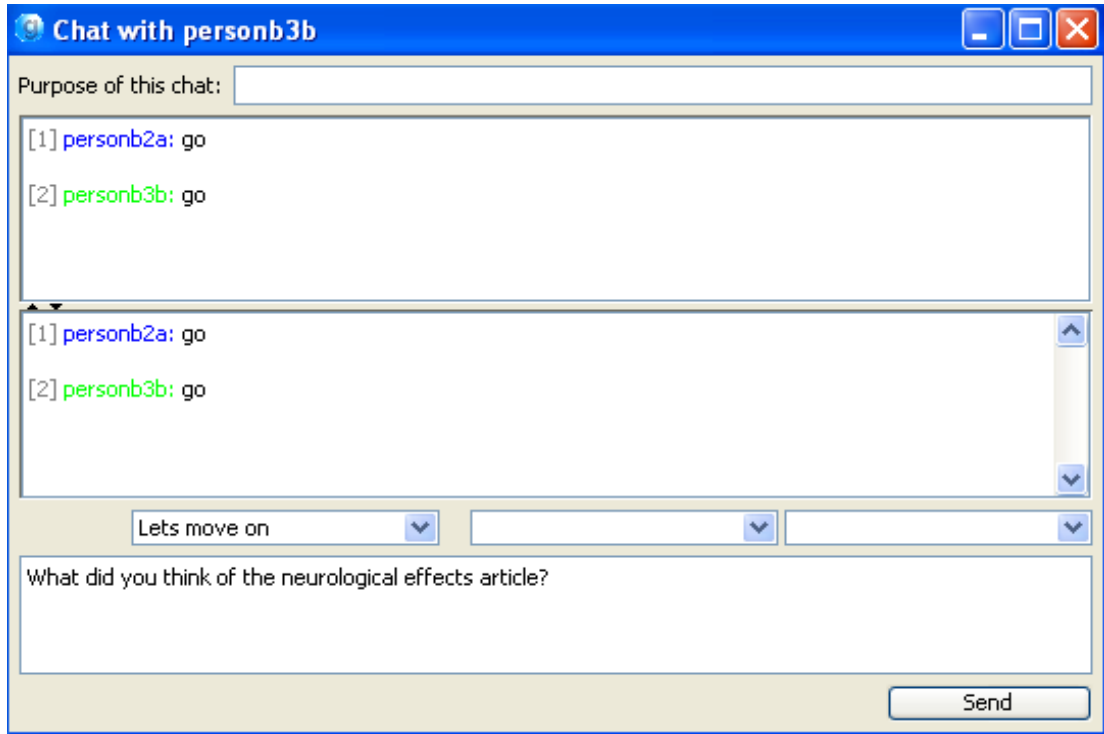 Chat with personb3b
Purpose of this chat:
[1] personb2a: go
[2] personb3b: go
[1] personb2a: go
[2] personb3b: go
Lets move on
What did you think of the neurological effects article?
Send